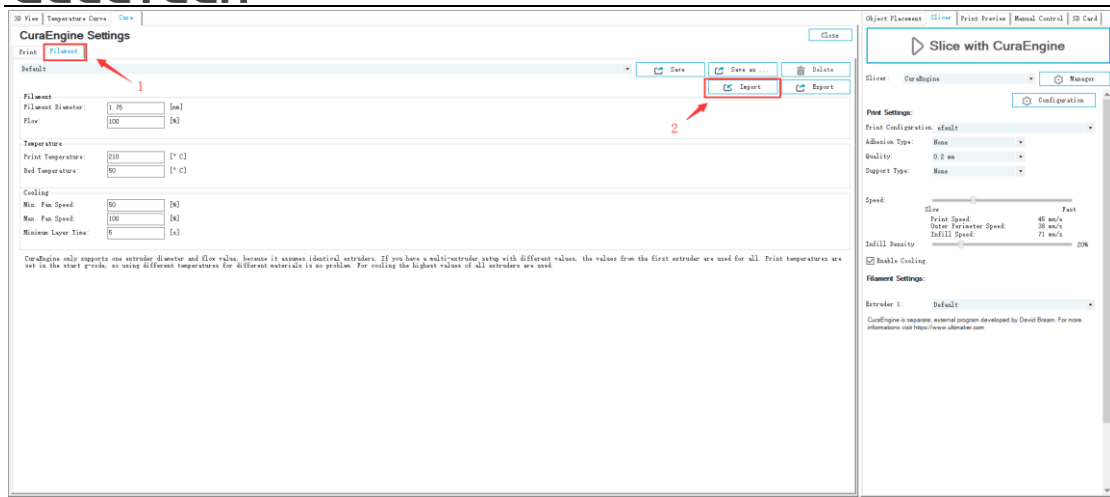 3D View Temperature Curve Cura
Object Placement Slicer Print Preview Manual Control SD Card
CuraEngine Settings
Close
Print Filament
1
Default
Save Save as ... Delete
Import Export
2
Filament
Filament Diameter: 1.75 [mm]
Flow: 100 [%]
Temperature
Print Temperature: 210 [° C]
Bed Temperature: 50 [° C]
Cooling
Min. Fan Speed: 50 [%]
Max. Fan Speed: 100 [%]
Minimum Layer Time: 5 [s]
CuraEngine only supports one extruder diameter and flow value, because it assumes identical extruders. If you have a multi-extruder setup with different values, the values from the first extruder are used for all. Print temperatures are
set in the start g-code, so using different temperatures for different materials is no problem. For cooling the highest values of all extruders are used.
Slice with CuraEngine
Slicer: CuraEngine Manager
Configuration
Print Settings:
Print Configuration: efault
Adhesion Type: None
Quality: 0.2 mm
Support Type: None
Speed:
Slow Fast
Print Speed: 45 mm/s
Outer Perimeter Speed: 38 mm/s
Infill Speed: 71 mm/s
Infill Density 20%
Enable Cooling
Filament Settings:
Extruder 1: Default
CuraEngine is separate, external program developed by David Braam. For more
informations visit https://www.ultimaker.com